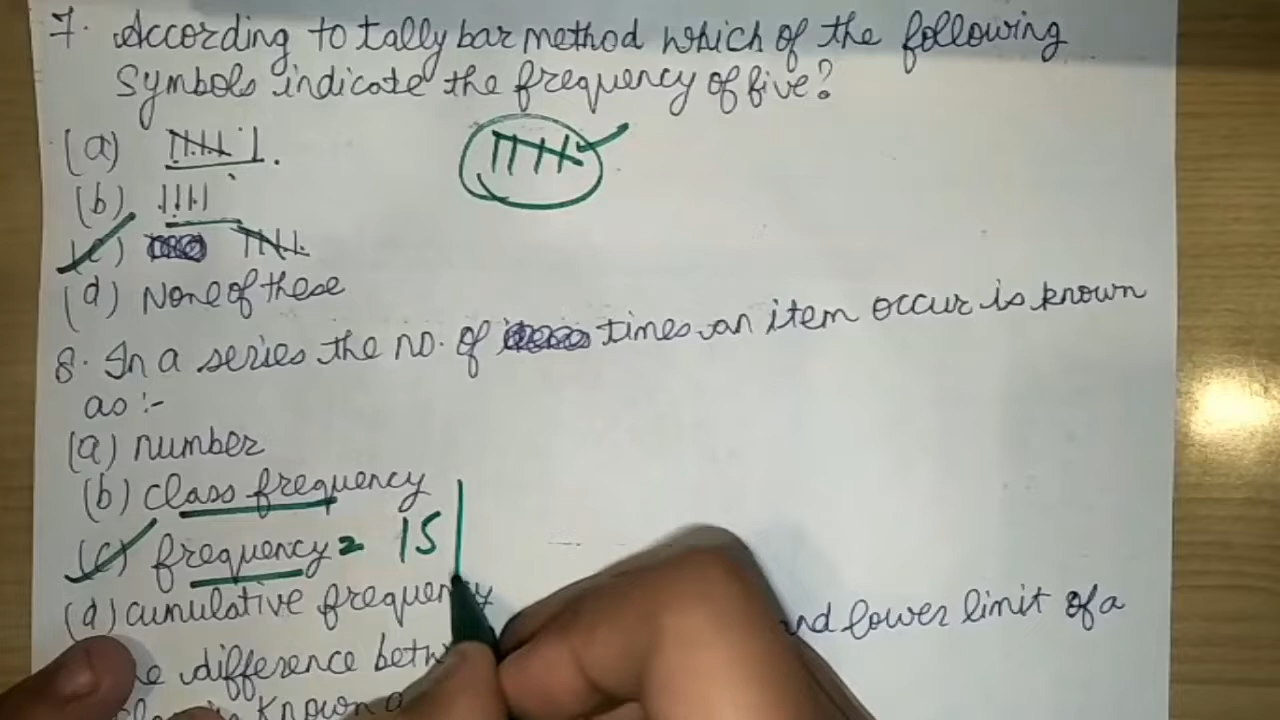 7. According to tally bar method which of the following
symbols indicate the frequency of five?
(a)
(b) ||||
(c)
(d) None of these
8. In a series the no. of times an item occur is known
as :-
(a) number
(b) class frequency
(c) frequency = 15
(d) cumulative frequency
difference and lower limit of a
known